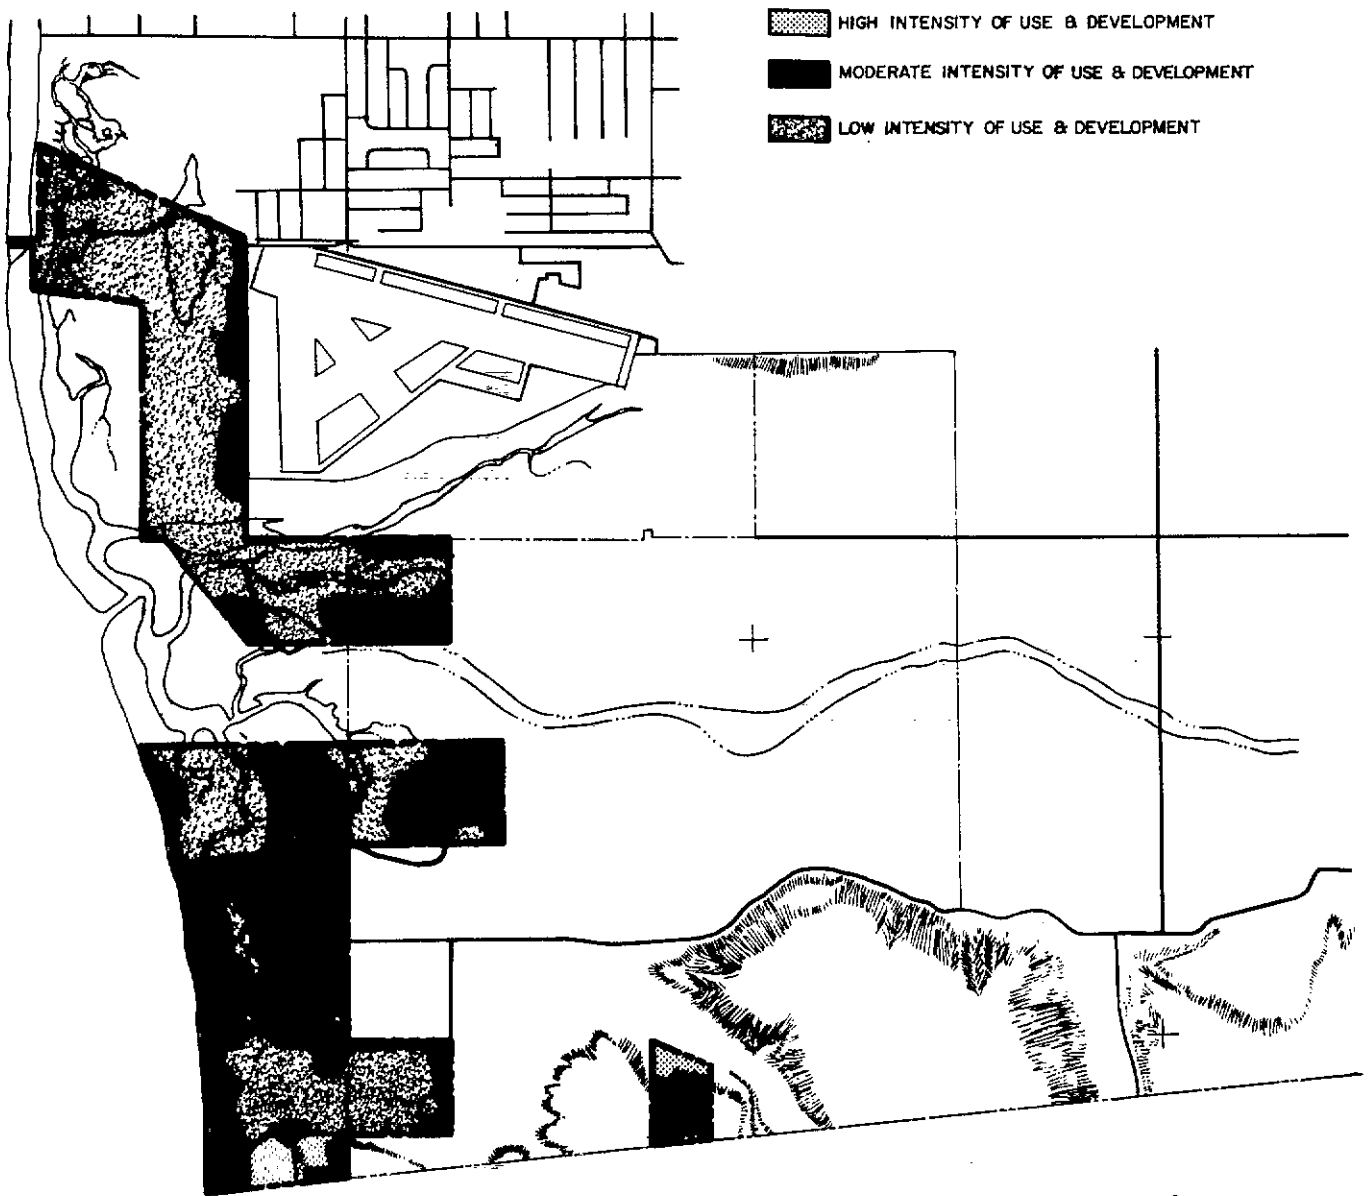 HIGH INTENSITY OF USE & DEVELOPMENT
MODERATE INTENSITY OF USE & DEVELOPMENT
LOW INTENSITY OF USE & DEVELOPMENT